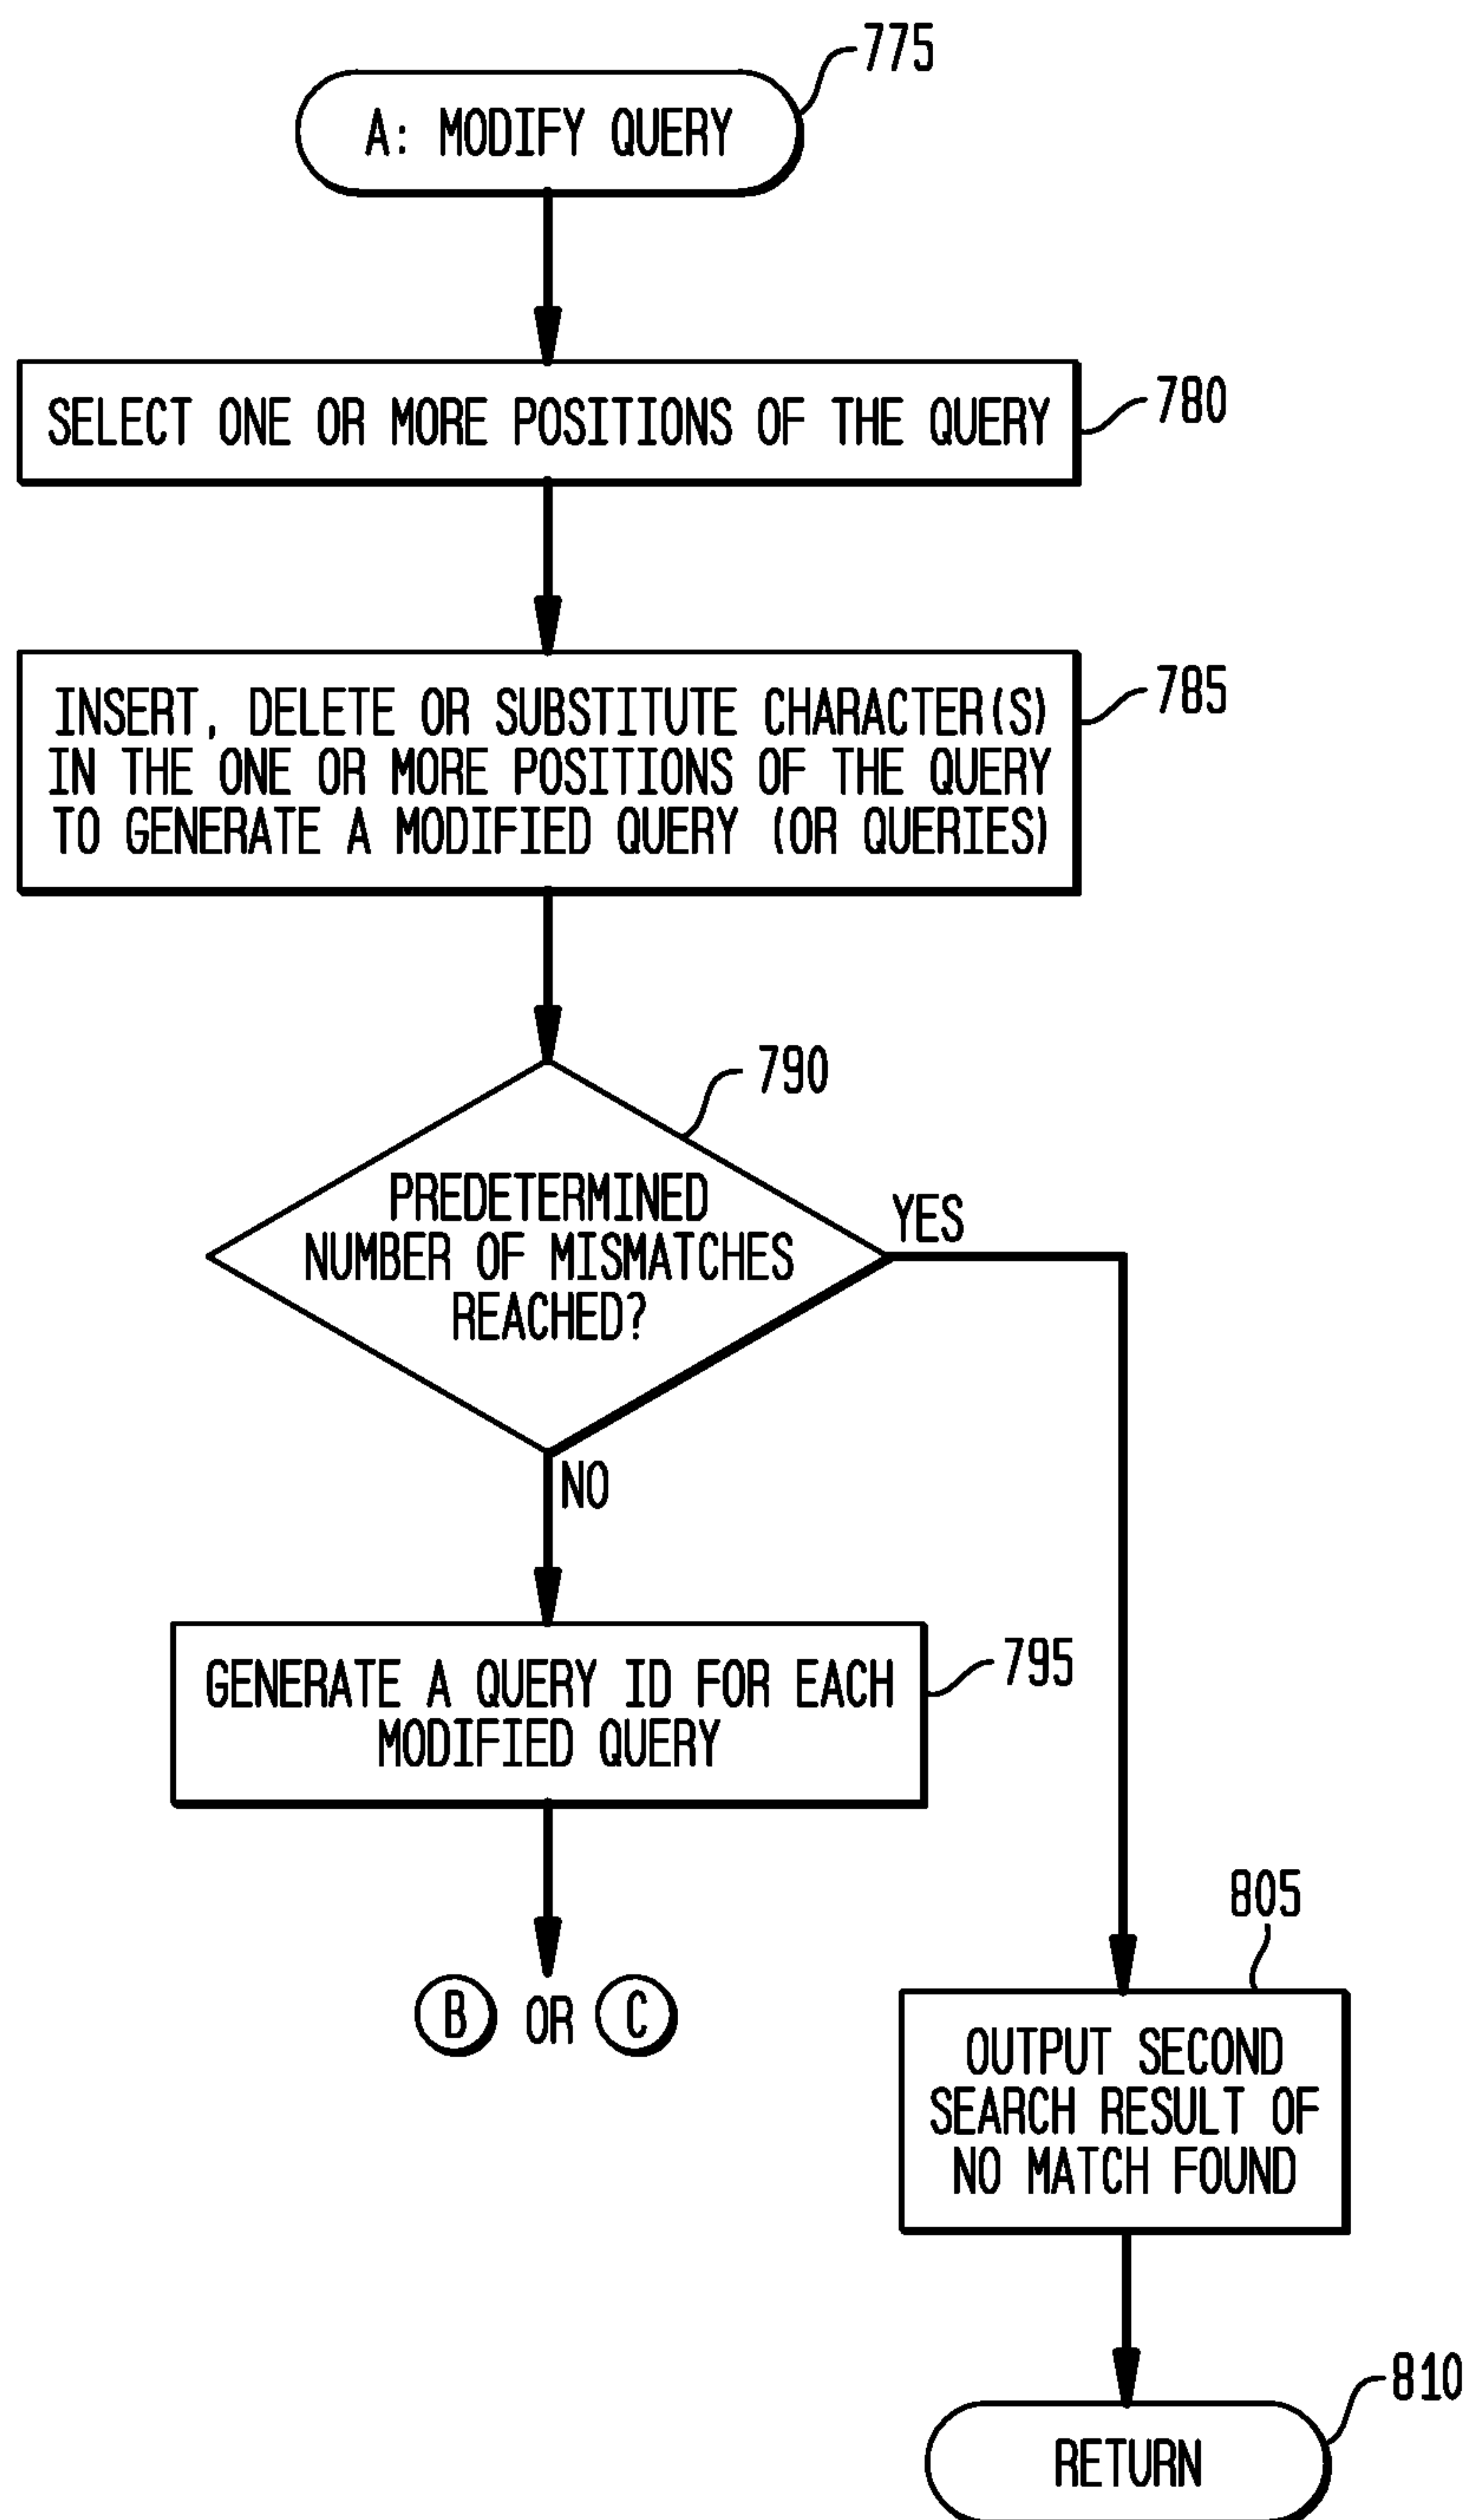 775
A: MODIFY QUERY
780
SELECT ONE OR MORE POSITIONS OF THE QUERY
785
INSERT, DELETE OR SUBSTITUTE CHARACTER(S)
IN THE ONE OR MORE POSITIONS OF THE QUERY
TO GENERATE A MODIFIED QUERY (OR QUERIES)
790
PREDETERMINED
NUMBER OF MISMATCHES
REACHED?
YES
NO
795
GENERATE A QUERY ID FOR EACH
MODIFIED QUERY
B OR C
805
OUTPUT SECOND
SEARCH RESULT OF
NO MATCH FOUND
810
RETURN